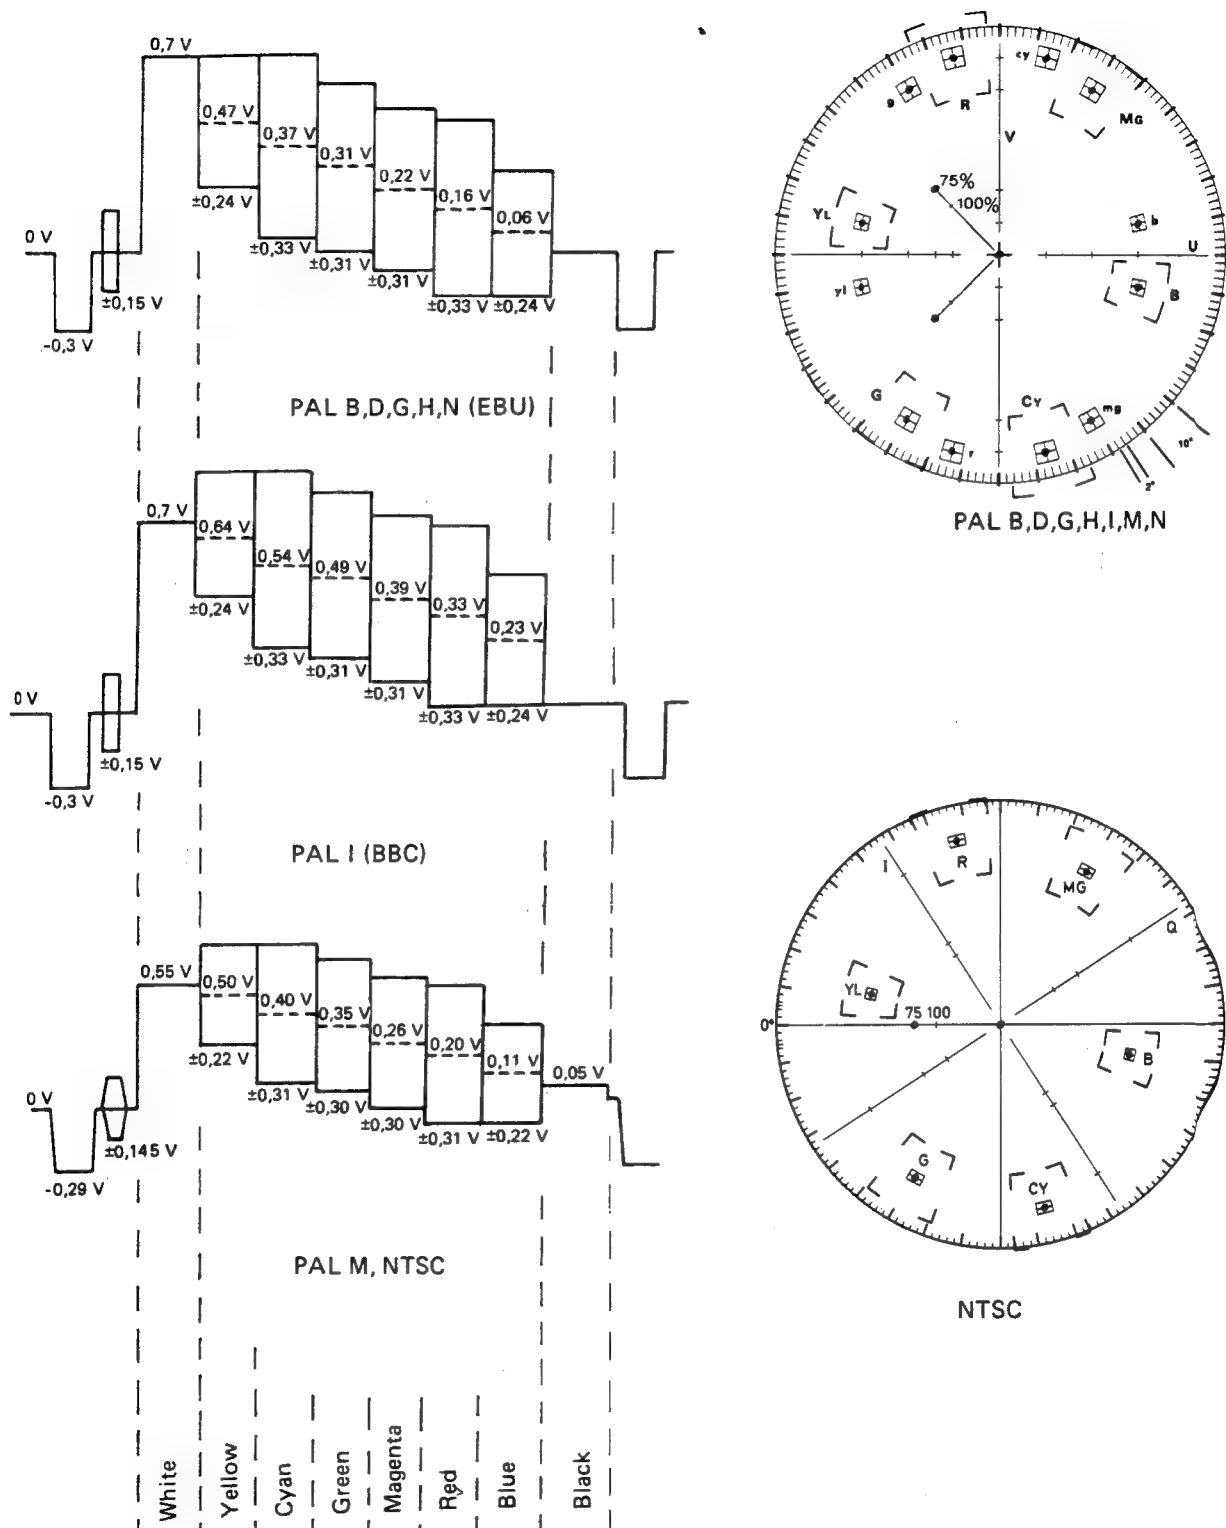 0,7 V
0,47 V
0,37 V
0,31 V
0,22 V
0,16 V
0,06 V
±0,24 V
±0,33 V
±0,31 V
±0,31 V
±0,33 V
±0,24 V
0 V
±0,15 V
-0,3 V
PAL B,D,G,H,N (EBU)
cy
g
R
MG
V
75%
100%
YL
b
U
yl
B
G
CY
mg
r
10°
2°
PAL B,D,G,H,I,M,N
0,7 V
0,64 V
0,54 V
0,49 V
0,39 V
0,33 V
0,23 V
±0,24 V
±0,33 V
±0,31 V
±0,31 V
±0,33 V
±0,24 V
0 V
±0,15 V
-0,3 V
PAL I (BBC)
0,55 V
0,50 V
0,40 V
0,35 V
0,26 V
0,20 V
0,11 V
0,05 V
±0,22 V
±0,31 V
±0,30 V
±0,30 V
±0,31 V
±0,22 V
0 V
±0,145 V
-0,29 V
PAL M, NTSC
I
R
MG
Q
YL
75 100
0°
B
G
CY
NTSC
White
Yellow
Cyan
Green
Magenta
Red
Blue
Black